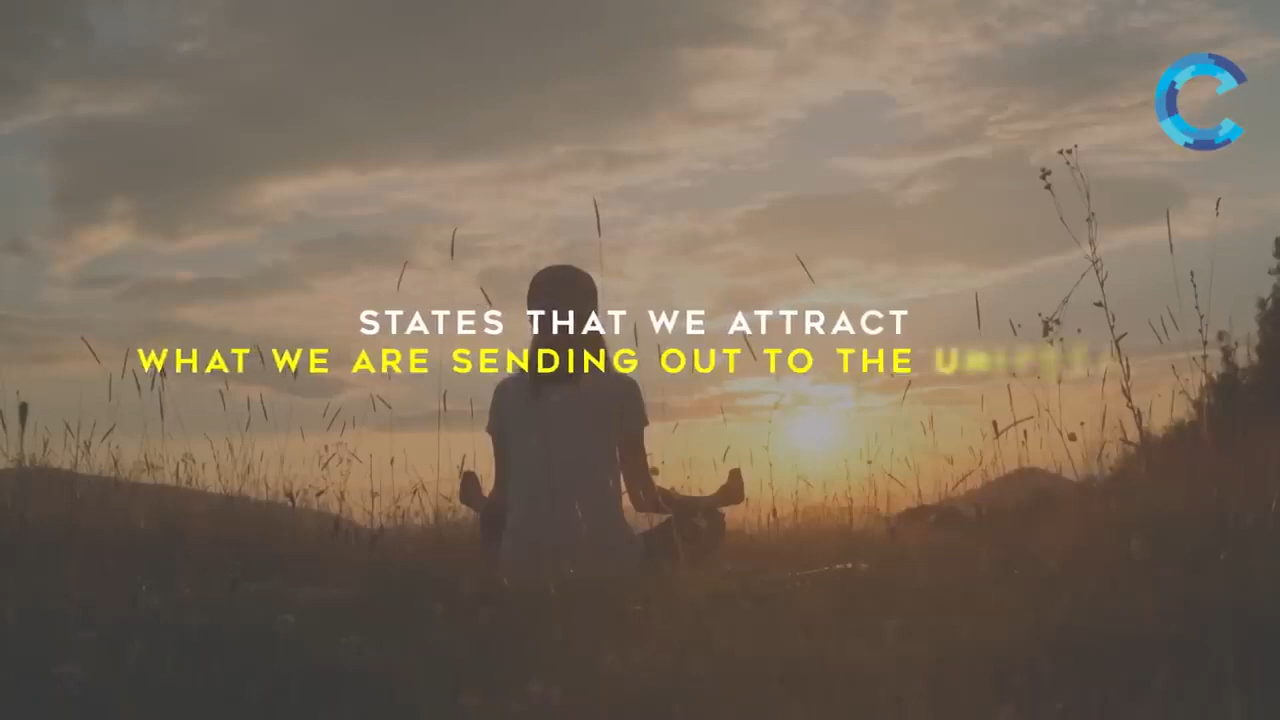 STATES THAT WE ATTRACT
WHAT WE ARE SENDING OUT TO THE